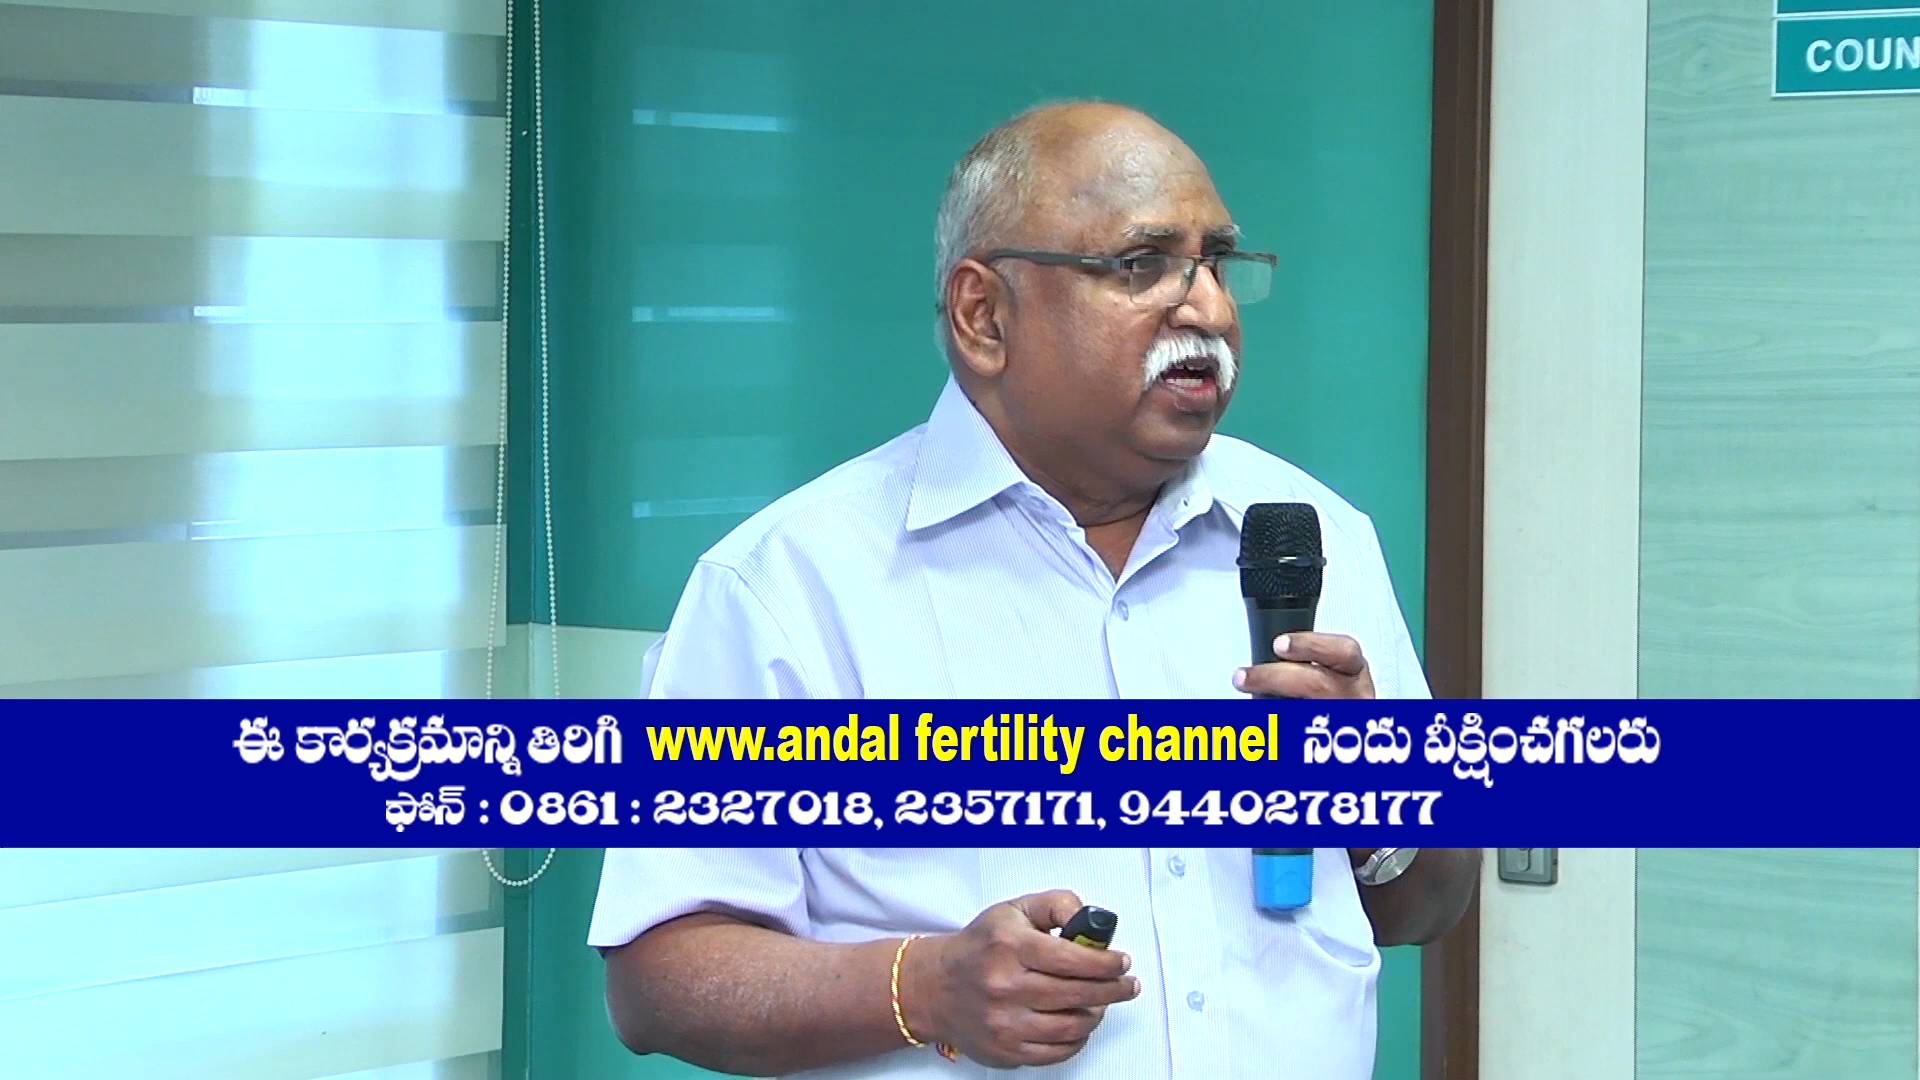 COUN
ఈ కార్యక్రమాన్ని తిరిగి www.andal fertility channel నందు వీక్షించగలరు
ఫోన్ : 0861 : 2327018, 2357171, 9440278177